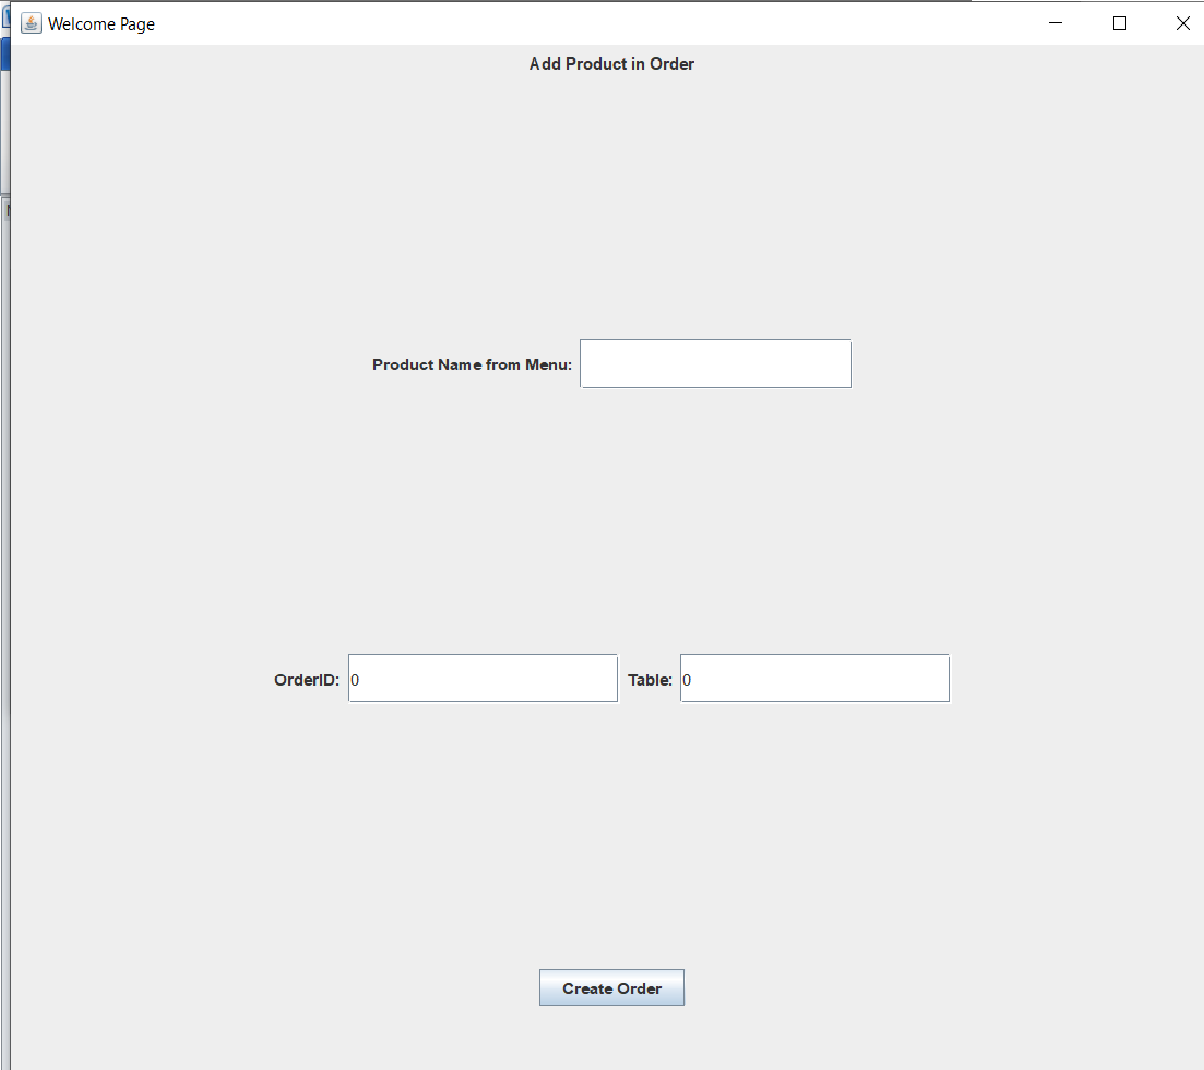 Welcome Page
Add Product in Order
Product Name from Menu:
OrderID: 0 Table: 0
Create Order